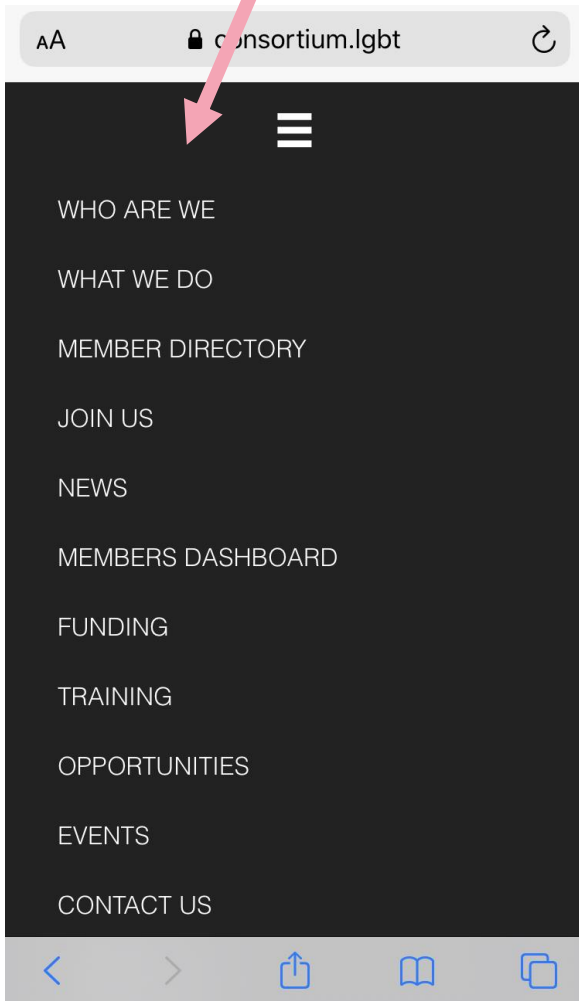 AA consortium.lgbt
WHO ARE WE
WHAT WE DO
MEMBER DIRECTORY
JOIN US
NEWS
MEMBERS DASHBOARD
FUNDING
TRAINING
OPPORTUNITIES
EVENTS
CONTACT US